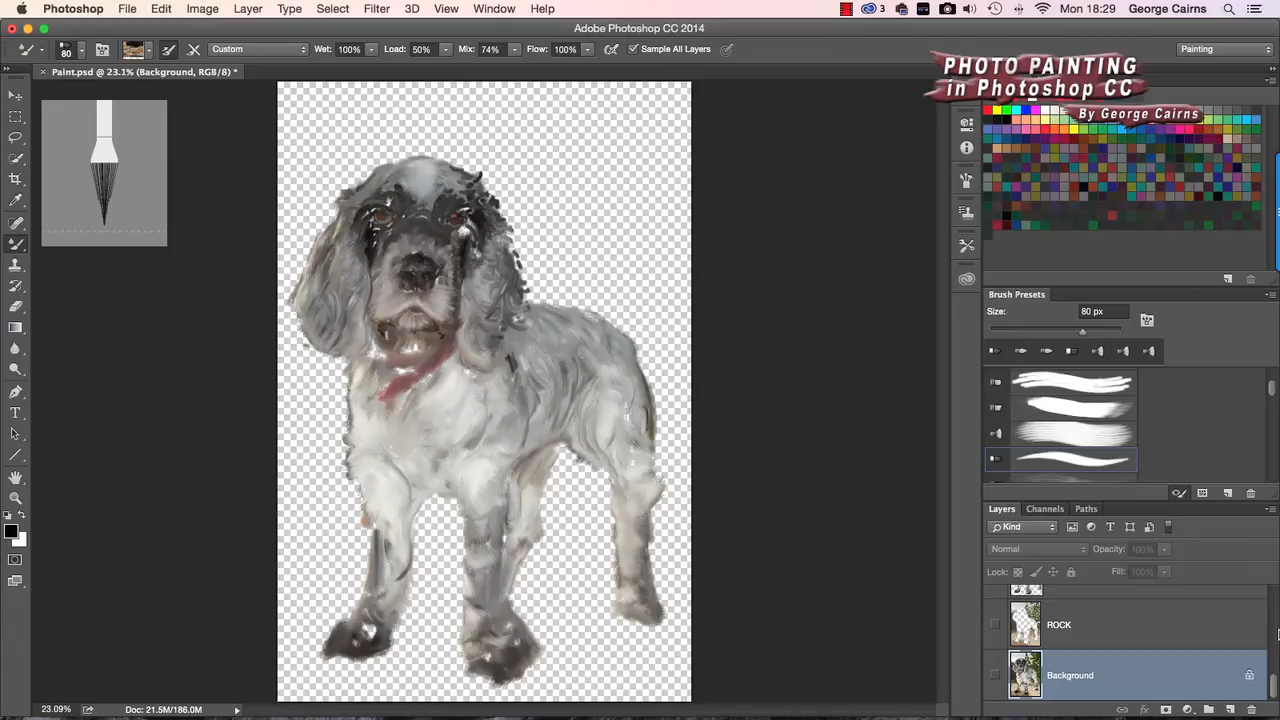 Photoshop File Edit Image Layer Type Select Filter 3D View Window Help 3 Mon 18:29 George Cairns
Adobe Photoshop CC 2014
80 Custom Wet: 100% Load: 50% Mix: 74% Flow: 100% Sample All Layers Painting
Paint.psd @ 23.1% (Background, RGB/8) *
PHOTO PAINTING
in Photoshop CC
By George Cairns
Brush Presets
Size: 80 px
Layers Channels Paths
Kind
Normal Opacity: 100%
Lock: Fill: 100%
ROCK
Background
23.09% Doc: 21.5M/186.0M